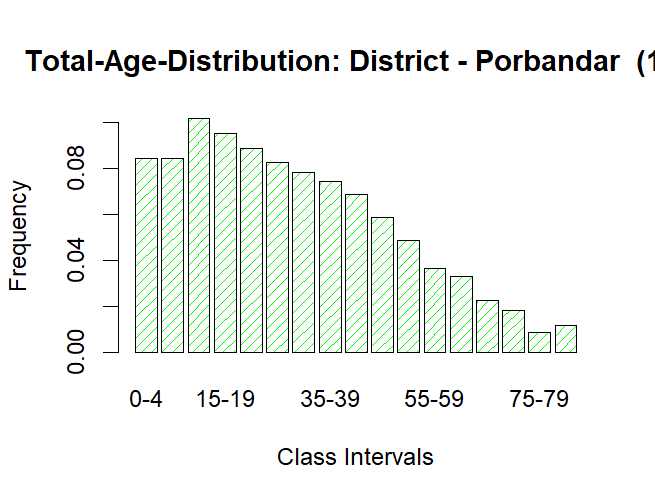 Total-Age-Distribution: District - Porbandar  (1
Frequency
0.08
0.04
0.00
0-4 15-19 35-39 55-59 75-79
Class Intervals